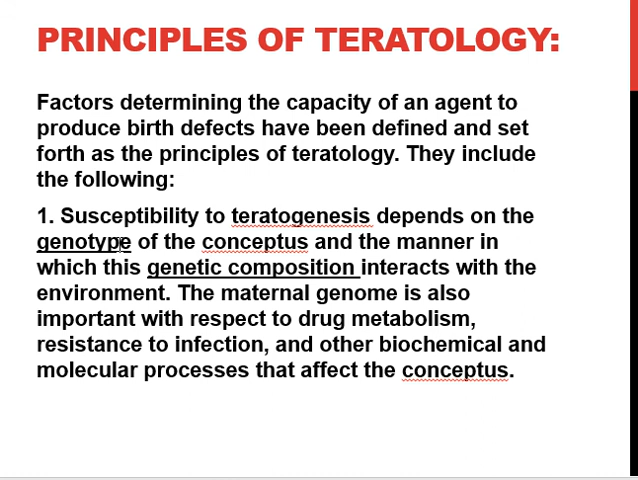 PRINCIPLES OF TERATOLOGY:
Factors determining the capacity of an agent to
produce birth defects have been defined and set
forth as the principles of teratology. They include
the following:
1. Susceptibility to teratogenesis depends on the
genotype of the conceptus and the manner in
which this genetic composition interacts with the
environment. The maternal genome is also
important with respect to drug metabolism,
resistance to infection, and other biochemical and
molecular processes that affect the conceptus.